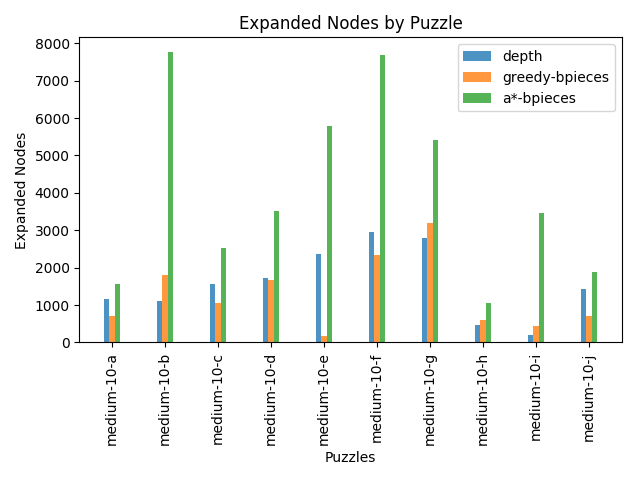 Expanded Nodes by Puzzle
depth
greedy-bpieces
a*-bpieces
Expanded Nodes
8000
7000
6000
5000
4000
3000
2000
1000
0
medium-10-a
medium-10-b
medium-10-c
medium-10-d
medium-10-e
medium-10-f
medium-10-g
medium-10-h
medium-10-i
medium-10-j
Puzzles